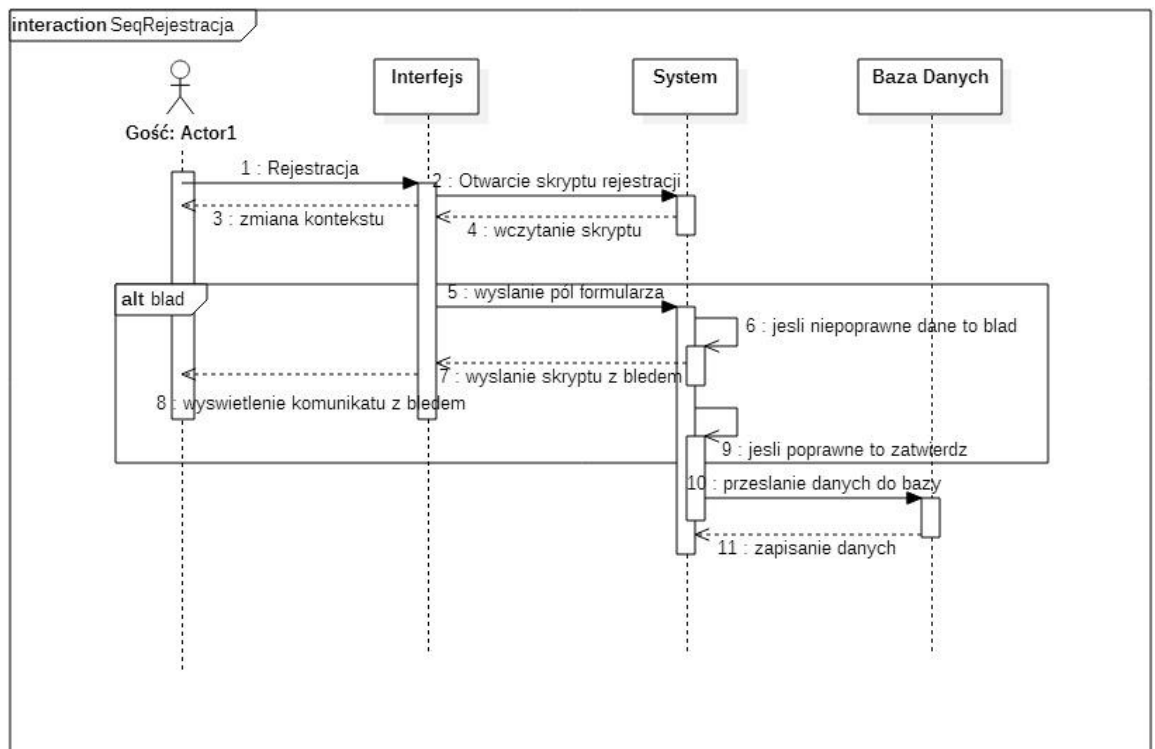 interaction SeqRejestracja
Interfejs
System
Baza Danych
Gość: Actor1
1 : Rejestracja
2 : Otwarcie skryptu rejestracji
3 : zmiana kontekstu
4 : wczytanie skryptu
alt blad
5 : wyslanie pól formularza
6 : jesli niepoprawne dane to blad
7 : wyslanie skryptu z bledem
8 : wyswietlenie komunikatu z bledem
9 : jesli poprawne to zatwierdz
10 : przeslanie danych do bazy
11 : zapisanie danych